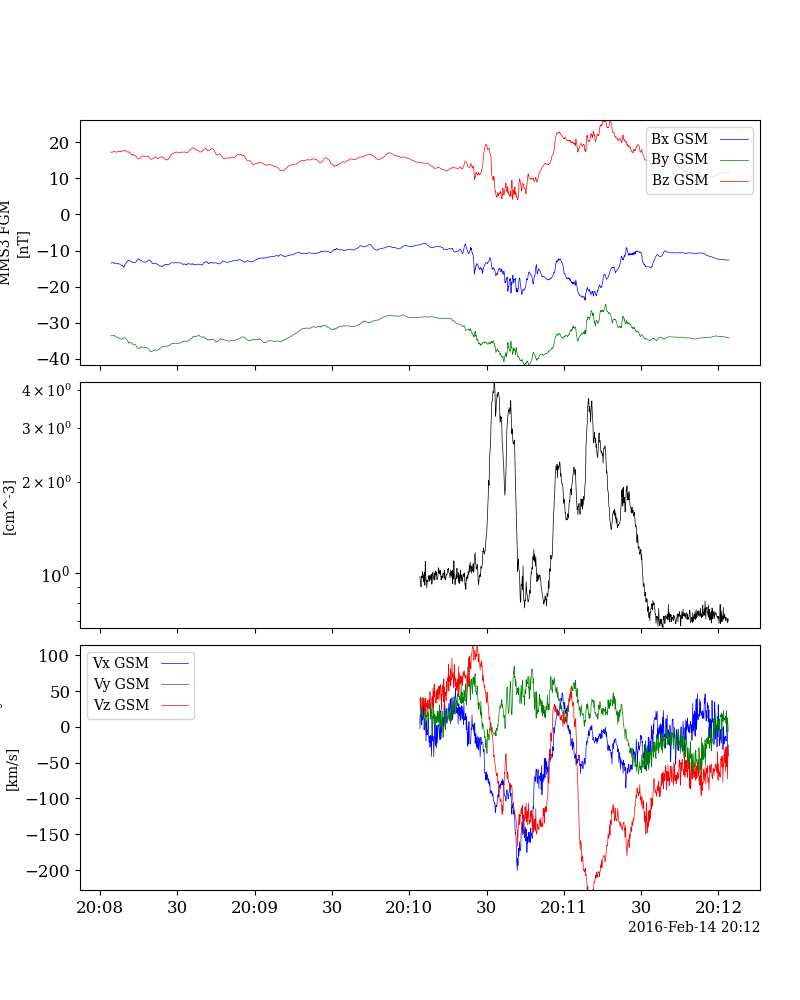 20
10
0
−10
−20
−30
−40
MMS3 FGM
[nT]
Bx GSM
By GSM
Bz GSM
4 × 10⁰
3 × 10⁰
2 × 10⁰
10⁰
[cm^-3]
100
50
0
−50
−100
−150
−200
[km/s]
Vx GSM
Vy GSM
Vz GSM
20:08 30 20:09 30 20:10 30 20:11 30 20:12
2016-Feb-14 20:12